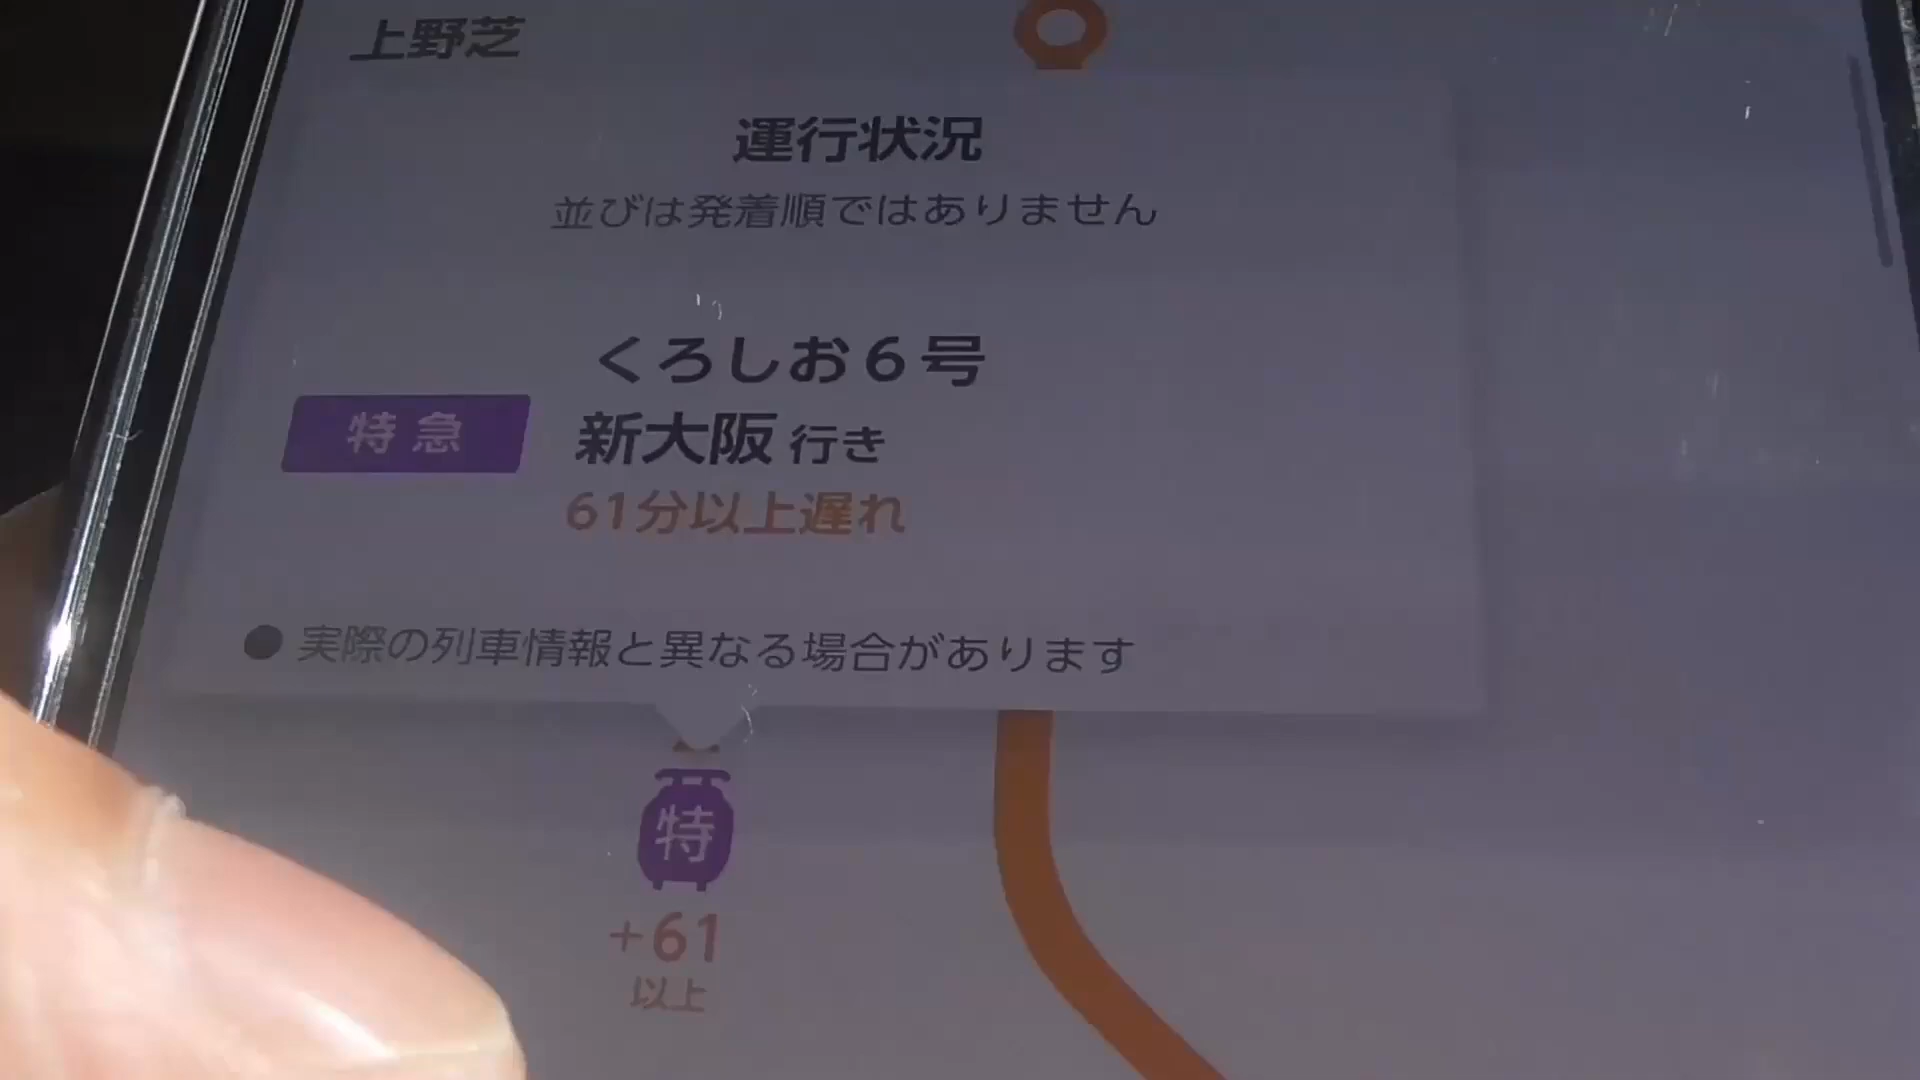 上野芝
運行状況
並びは発着順ではありません
くろしお6号
特急
新大阪 行き
61分以上遅れ
●実際の列車情報と異なる場合があります
特
+61
以上